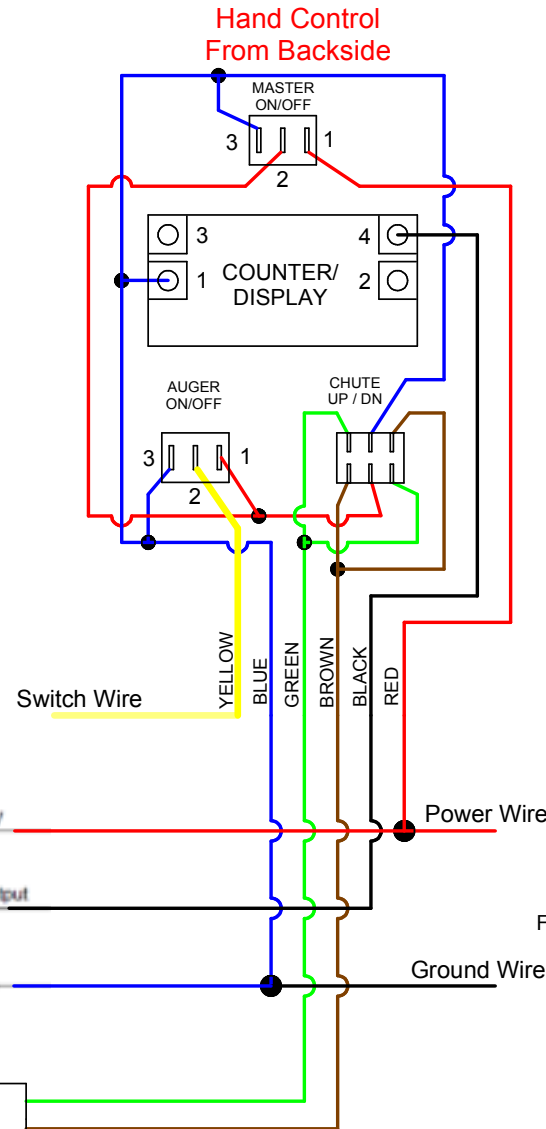 Hand Control
From Backside
MASTER
ON/OFF
3
1
2
3
4
1
COUNTER/
DISPLAY
2
AUGER
ON/OFF
CHUTE
UP / DN
3
1
2
YELLOW
BLUE
GREEN
BROWN
BLACK
RED
Switch Wire
Power Wire
Ground Wire